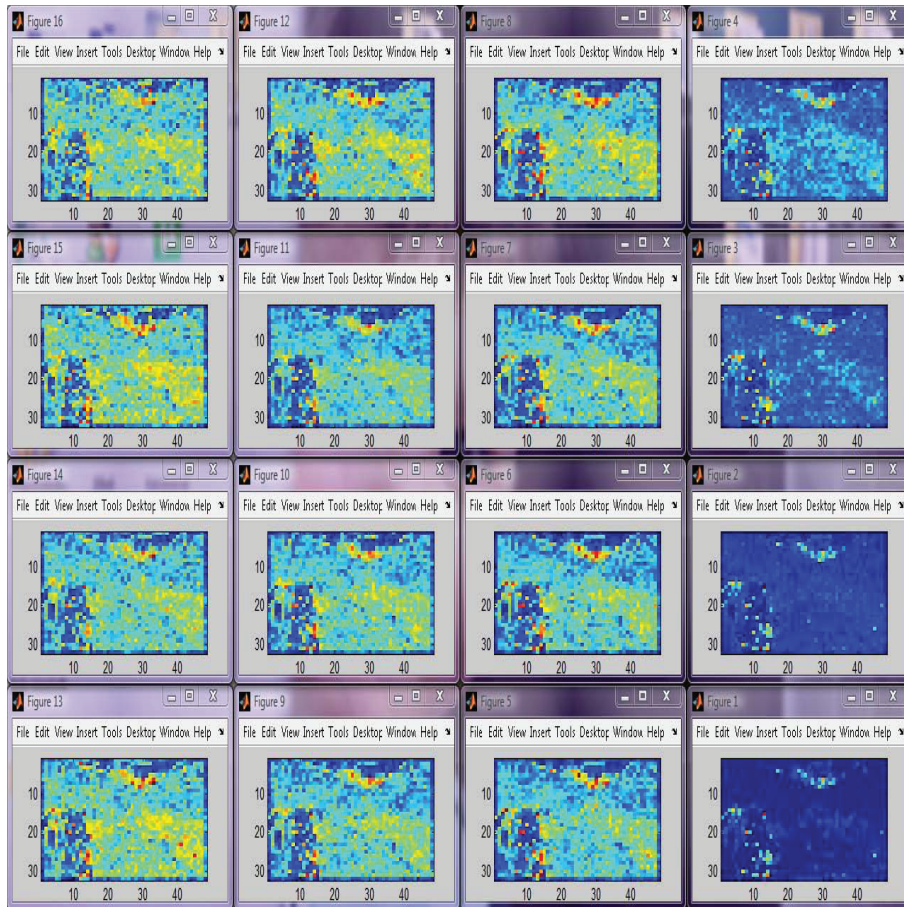 Figure 16
File Edit View Insert Tools Desktop Window Help
10
20
30
10 20 30 40
Figure 12
File Edit View Insert Tools Desktop Window Help
10
20
30
10 20 30 40
Figure 8
File Edit View Insert Tools Desktop Window Help
10
20
30
10 20 30 40
Figure 4
File Edit View Insert Tools Desktop Window Help
10
20
30
10 20 30 40
Figure 15
File Edit View Insert Tools Desktop Window Help
10
20
30
10 20 30 40
Figure 11
File Edit View Insert Tools Desktop Window Help
10
20
30
10 20 30 40
Figure 7
File Edit View Insert Tools Desktop Window Help
10
20
30
10 20 30 40
Figure 3
File Edit View Insert Tools Desktop Window Help
10
20
30
10 20 30 40
Figure 14
File Edit View Insert Tools Desktop Window Help
10
20
30
10 20 30 40
Figure 10
File Edit View Insert Tools Desktop Window Help
10
20
30
10 20 30 40
Figure 6
File Edit View Insert Tools Desktop Window Help
10
20
30
10 20 30 40
Figure 2
File Edit View Insert Tools Desktop Window Help
10
20
30
10 20 30 40
Figure 13
File Edit View Insert Tools Desktop Window Help
10
20
30
10 20 30 40
Figure 9
File Edit View Insert Tools Desktop Window Help
10
20
30
10 20 30 40
Figure 5
File Edit View Insert Tools Desktop Window Help
10
20
30
10 20 30 40
Figure 1
File Edit View Insert Tools Desktop Window Help
10
20
30
10 20 30 40